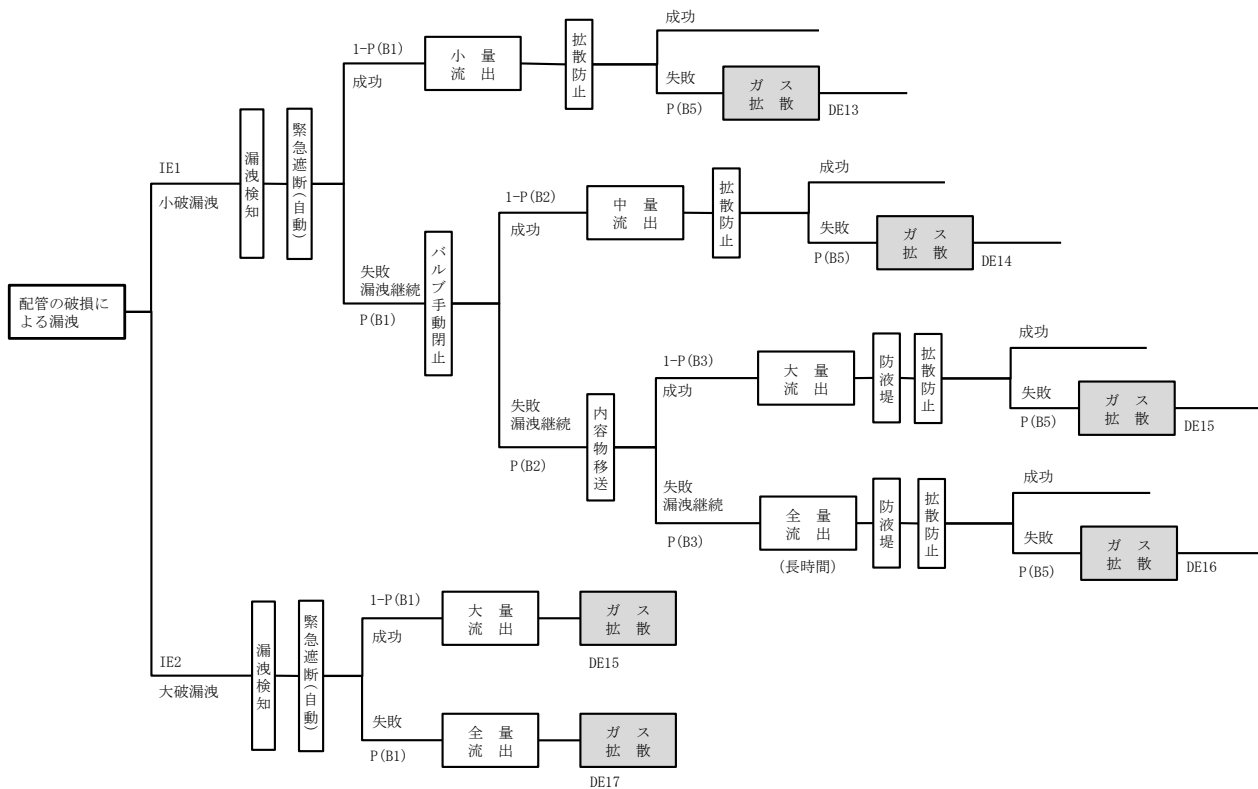 配管の破損に
よる漏洩
IE1
小破漏洩
漏洩検知
緊急遮断(自動)
1-P(B1)
成功
小　量
流　出
拡散防止
成功
失敗
P(B5)
ガ　ス
拡　散
DE13
失敗
漏洩継続
P(B1)
バルブ手動閉止
1-P(B2)
成功
中　量
流　出
拡散防止
成功
失敗
P(B5)
ガ　ス
拡　散
DE14
失敗
漏洩継続
P(B2)
内容物移送
1-P(B3)
成功
大　量
流　出
防液堤
拡散防止
成功
失敗
P(B5)
ガ　ス
拡　散
DE15
失敗
漏洩継続
P(B3)
全　量
流　出
(長時間)
防液堤
拡散防止
成功
失敗
P(B5)
ガ　ス
拡　散
DE16
IE2
大破漏洩
漏洩検知
緊急遮断(自動)
1-P(B1)
成功
大　量
流　出
ガ　ス
拡　散
DE15
失敗
P(B1)
全　量
流　出
ガ　ス
拡　散
DE17